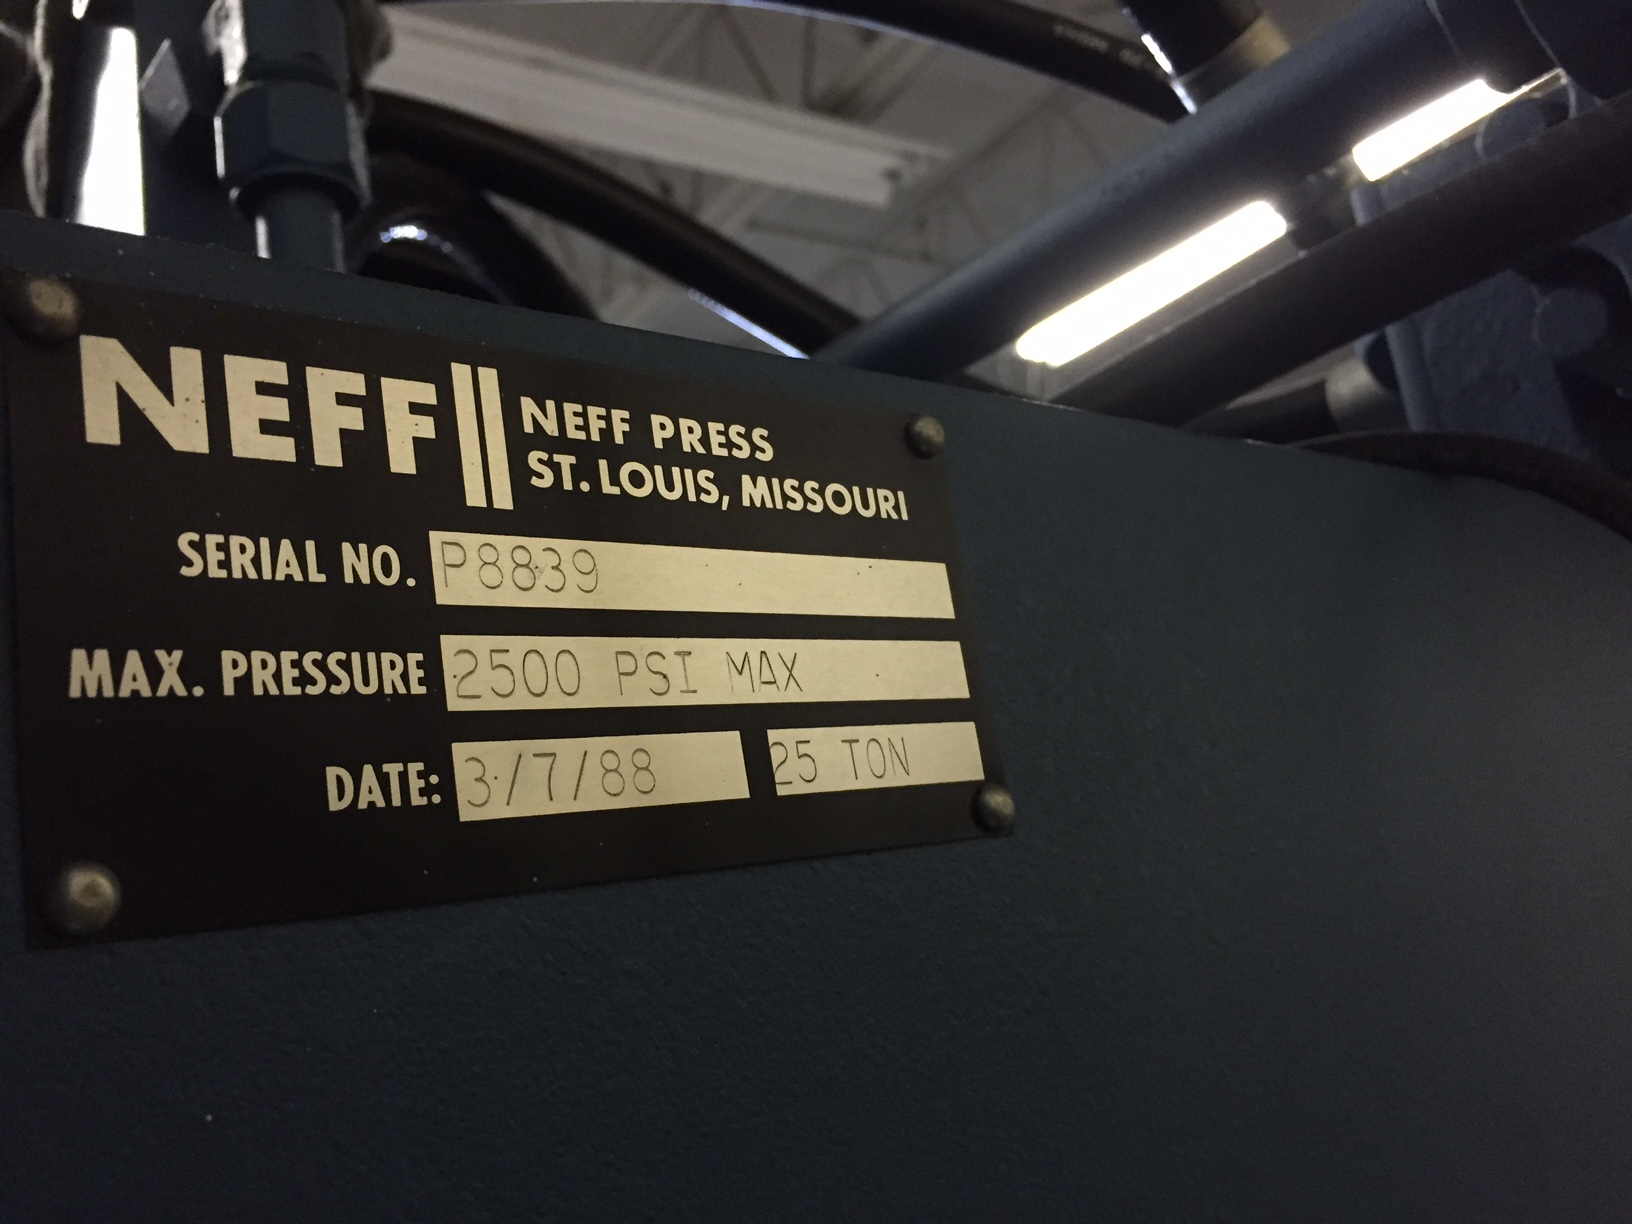 NEFF
NEFF PRESS
ST. LOUIS, MISSOURI
SERIAL NO. P8839
MAX. PRESSURE 2500 PSI MAX
DATE: 3/7/88 25 TON